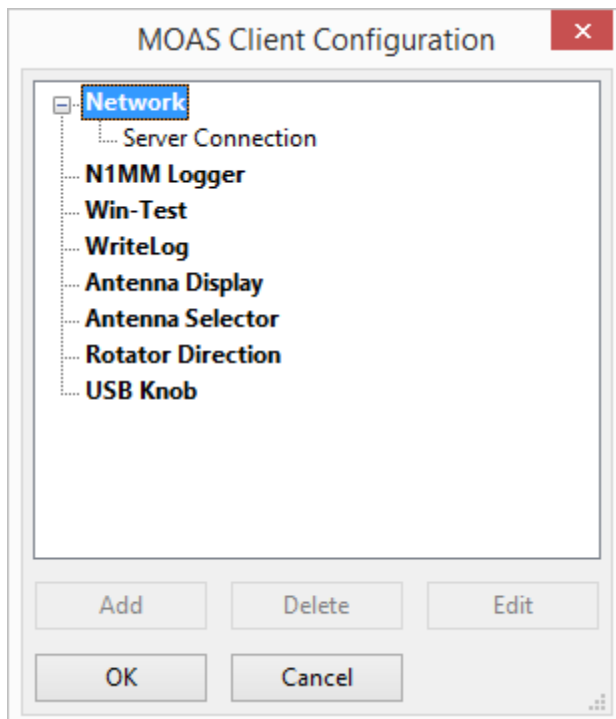 MOAS Client Configuration
Network
Server Connection
N1MM Logger
Win-Test
WriteLog
Antenna Display
Antenna Selector
Rotator Direction
USB Knob
Add Delete Edit
OK Cancel